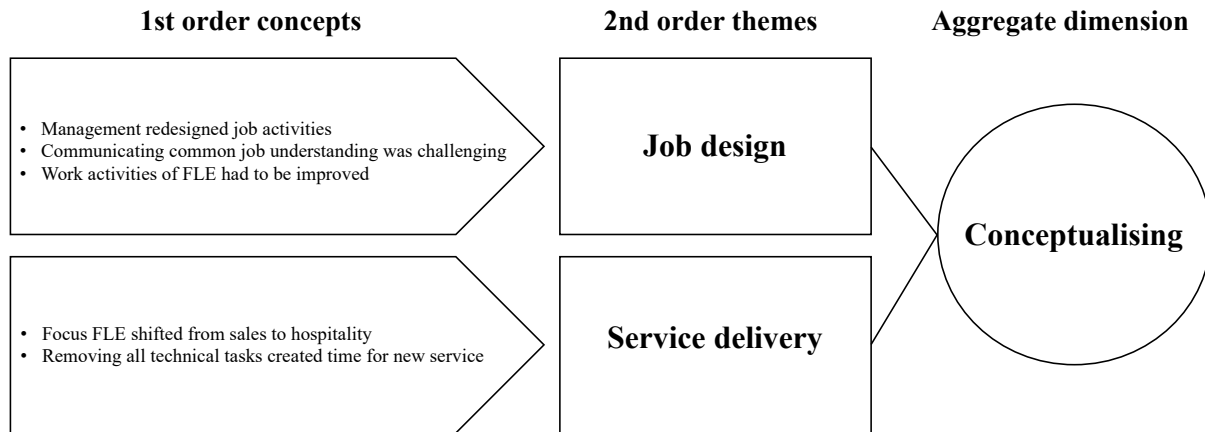 1st order concepts
2nd order themes
Aggregate dimension
• Management redesigned job activities
• Communicating common job understanding was challenging
• Work activities of FLE had to be improved
Job design
Conceptualising
• Focus FLE shifted from sales to hospitality
• Removing all technical tasks created time for new service
Service delivery